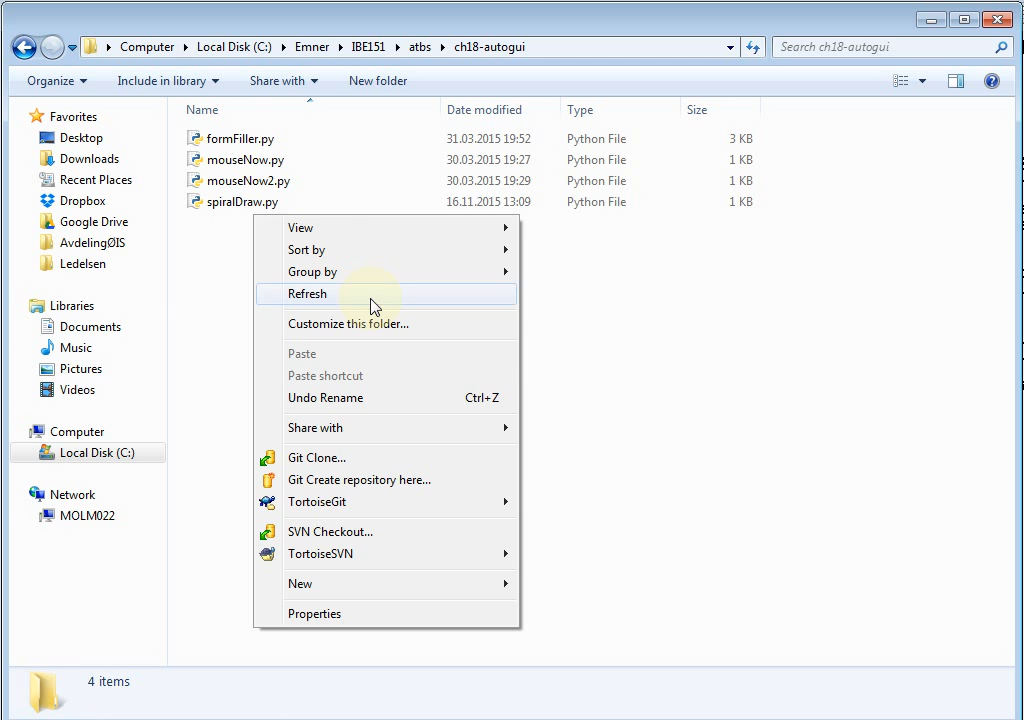 Computer Local Disk (C:) Emner IBE151 atbs ch18-autogui Search ch18-autogui
Organize Include in library Share with New folder
Name Date modified Type Size
Favorites
Desktop
Downloads
Recent Places
Dropbox
Google Drive
AvdelingØIS
Ledelsen
Libraries
Documents
Music
Pictures
Videos
Computer
Local Disk (C:)
Network
MOLM022
formFiller.py 31.03.2015 19:52 Python File 3 KB
mouseNow.py 30.03.2015 19:27 Python File 1 KB
mouseNow2.py 30.03.2015 19:29 Python File 1 KB
spiralDraw.py 16.11.2015 13:09 Python File 1 KB
View
Sort by
Group by
Refresh
Customize this folder...
Paste
Paste shortcut
Undo Rename Ctrl+Z
Share with
Git Clone...
Git Create repository here...
TortoiseGit
SVN Checkout...
TortoiseSVN
New
Properties
4 items